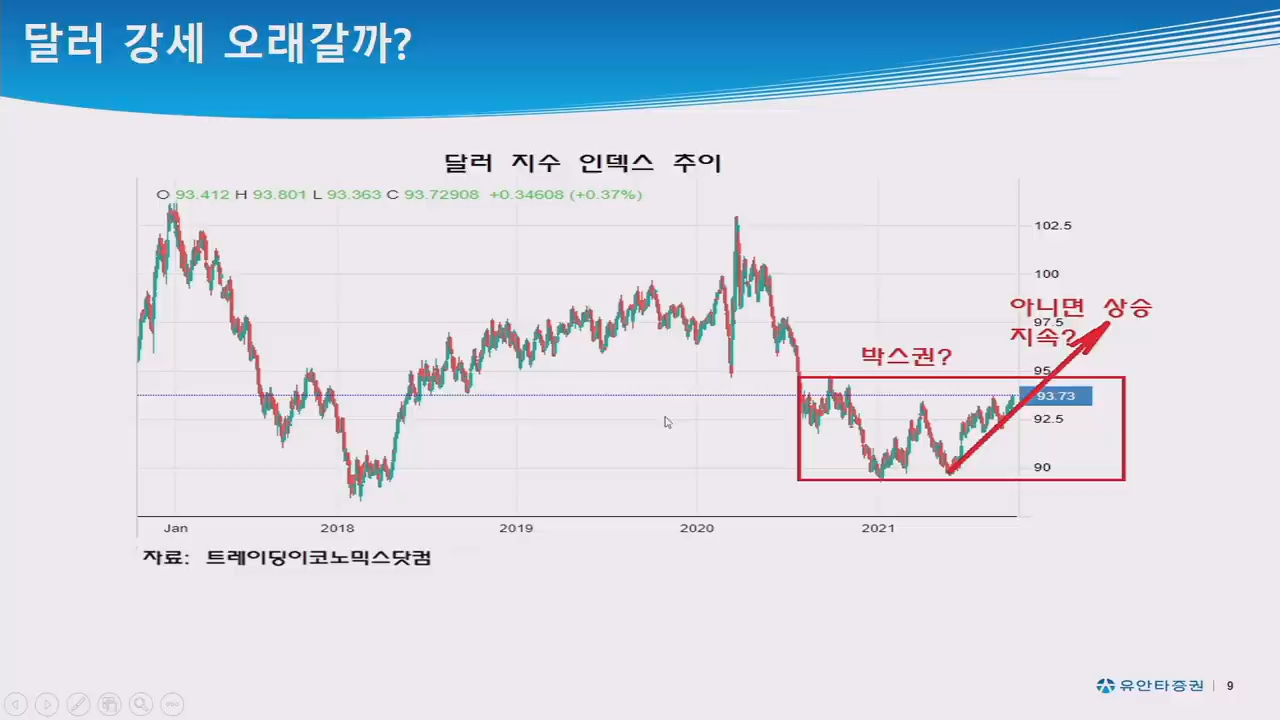 달러 강세 오래갈까?
달러 지수 인덱스 추이
O 93.412 H 93.801 L 93.363 C 93.72908 +0.34608 (+0.37%)
102.5
100
아니면 상승
97.5
지속?
박스권?
95
93.73
92.5
90
Jan 2018 2019 2020 2021
자료: 트레이딩이코노믹스닷컴
유안타증권 9